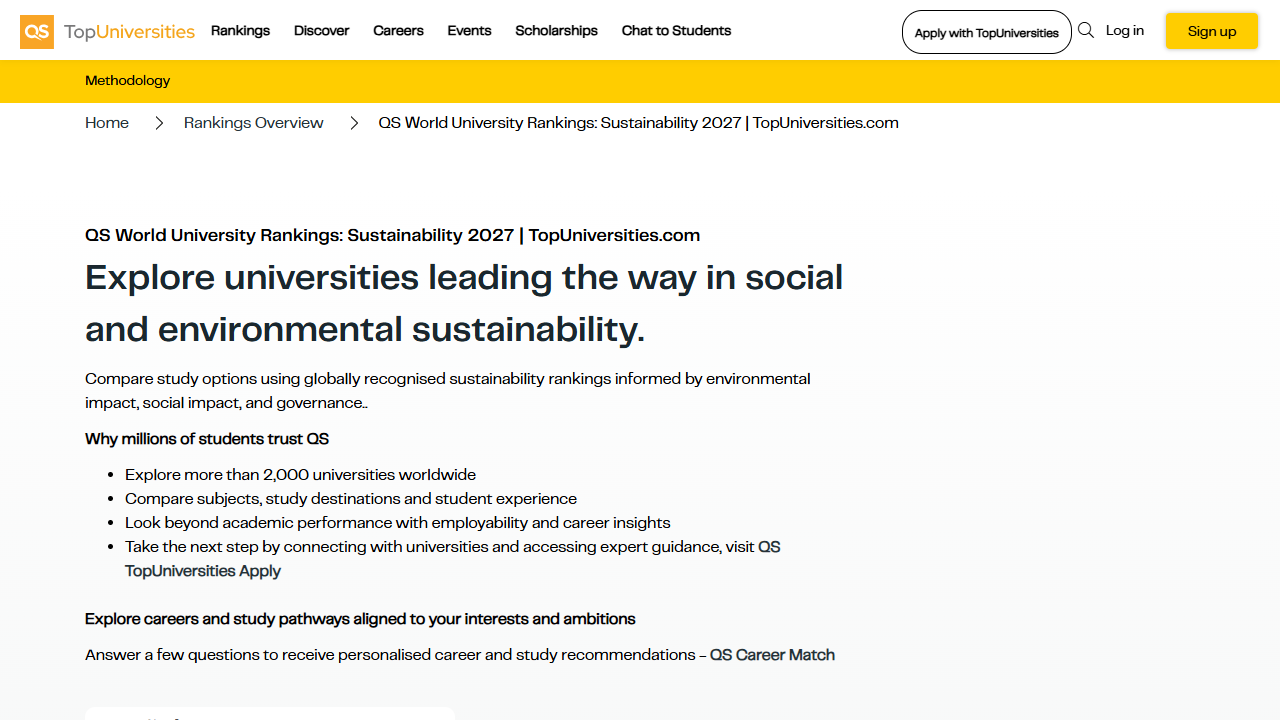 QS TopUniversities Rankings Discover Careers Events Scholarships Chat to Students Apply with TopUniversities Log in Sign up
Methodology
Home Rankings Overview QS World University Rankings: Sustainability 2027 | TopUniversities.com
QS World University Rankings: Sustainability 2027 | TopUniversities.com
Explore universities leading the way in social
and environmental sustainability.
Compare study options using globally recognised sustainability rankings informed by environmental
impact, social impact, and governance..
Why millions of students trust QS
• Explore more than 2,000 universities worldwide
• Compare subjects, study destinations and student experience
• Look beyond academic performance with employability and career insights
• Take the next step by connecting with universities and accessing expert guidance, visit QS
TopUniversities Apply
Explore careers and study pathways aligned to your interests and ambitions
Answer a few questions to receive personalised career and study recommendations – QS Career Match